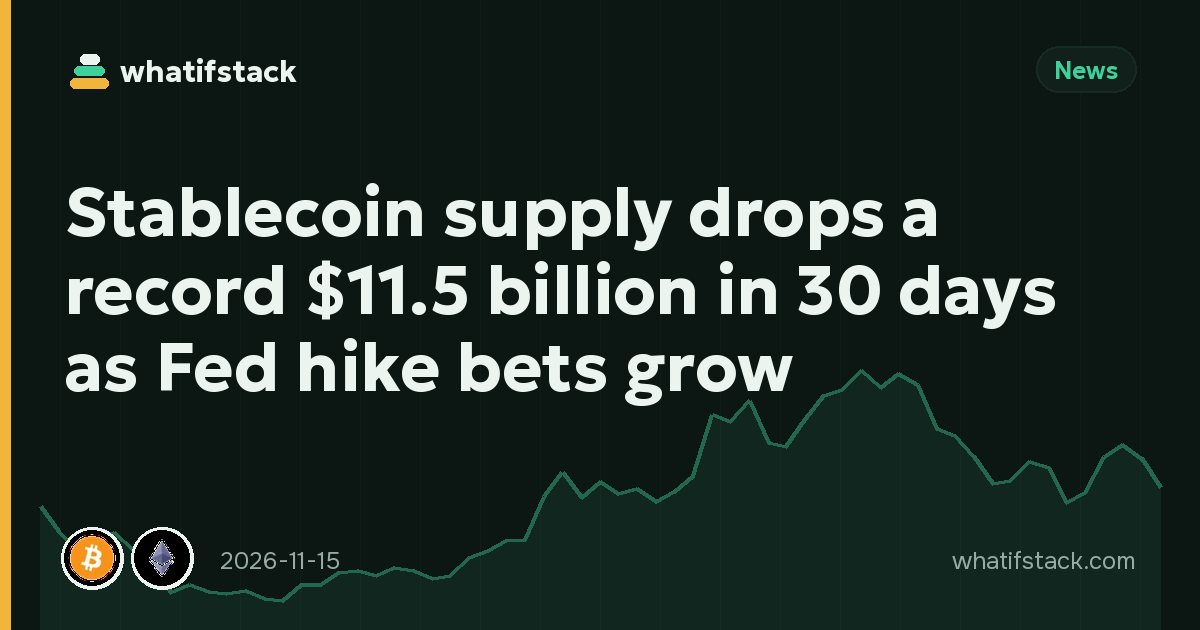 whatifstack
News
Stablecoin supply drops a
record $11.5 billion in 30 days
as Fed hike bets grow
2026-11-15
whatifstack.com